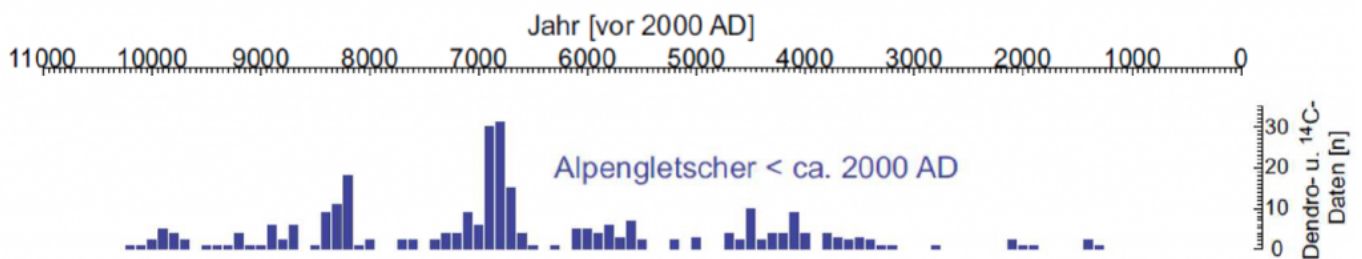 Jahr [vor 2000 AD]
11000 10000 9000 8000 7000 6000 5000 4000 3000 2000 1000 0
Alpengletscher < ca. 2000 AD
30
20
10
0
Dendro- u. ¹⁴C-
Daten [n]